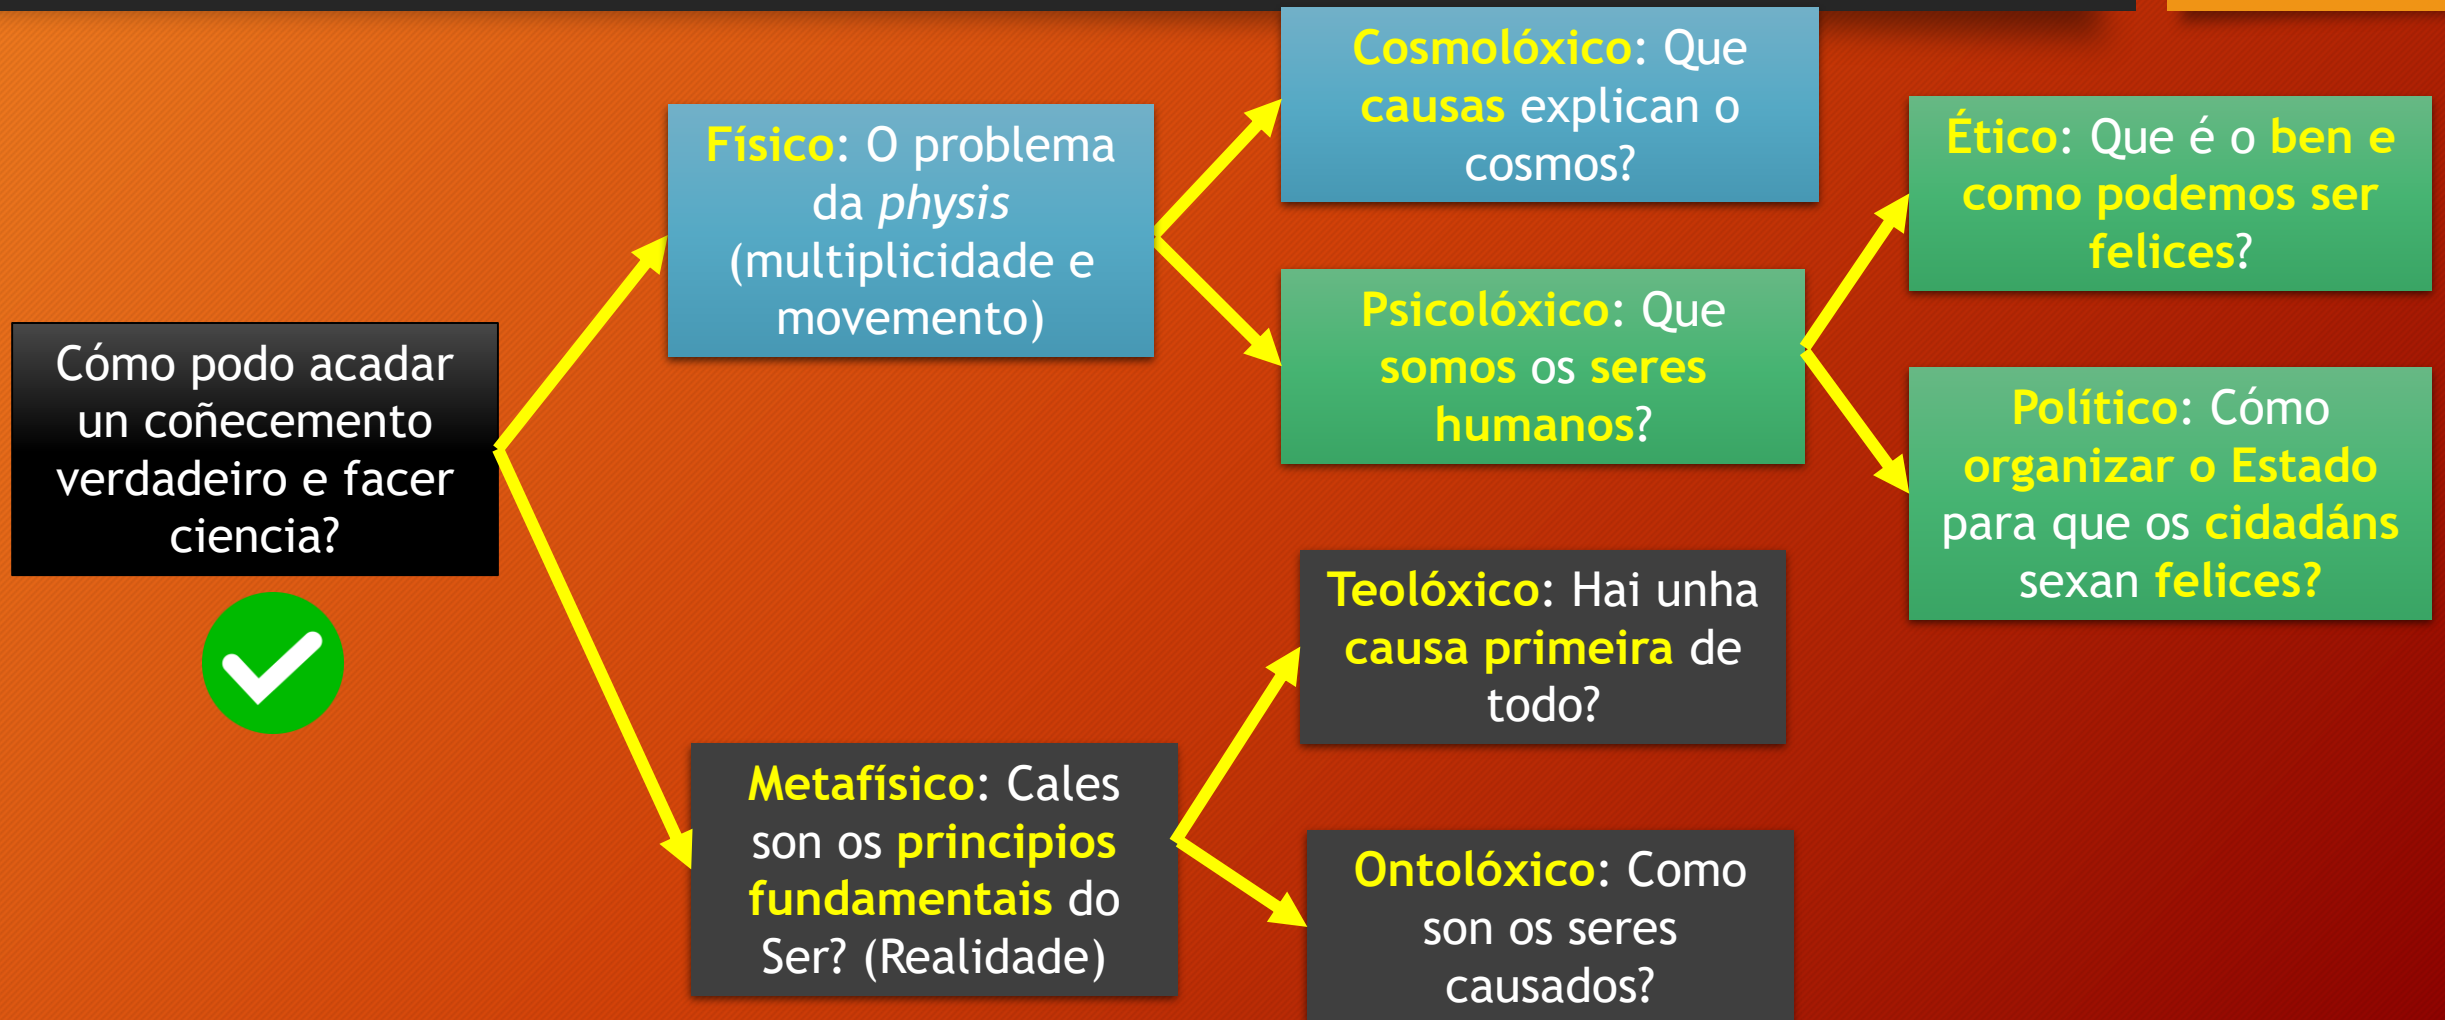 Cómo podo acadar
un coñecemento
verdadeiro e facer
ciencia?
Físico: O problema
da physis
(multiplicidade e
movemento)
Cosmolóxico: Que
causas explican o
cosmos?
Psicolóxico: Que
somos os seres
humanos?
Ético: Que é o ben e
como podemos ser
felices?
Político: Cómo
organizar o Estado
para que os cidadáns
sexan felices?
Metafísico: Cales
son os principios
fundamentais do
Ser? (Realidade)
Teolóxico: Hai unha
causa primeira de
todo?
Ontolóxico: Como
son os seres
causados?